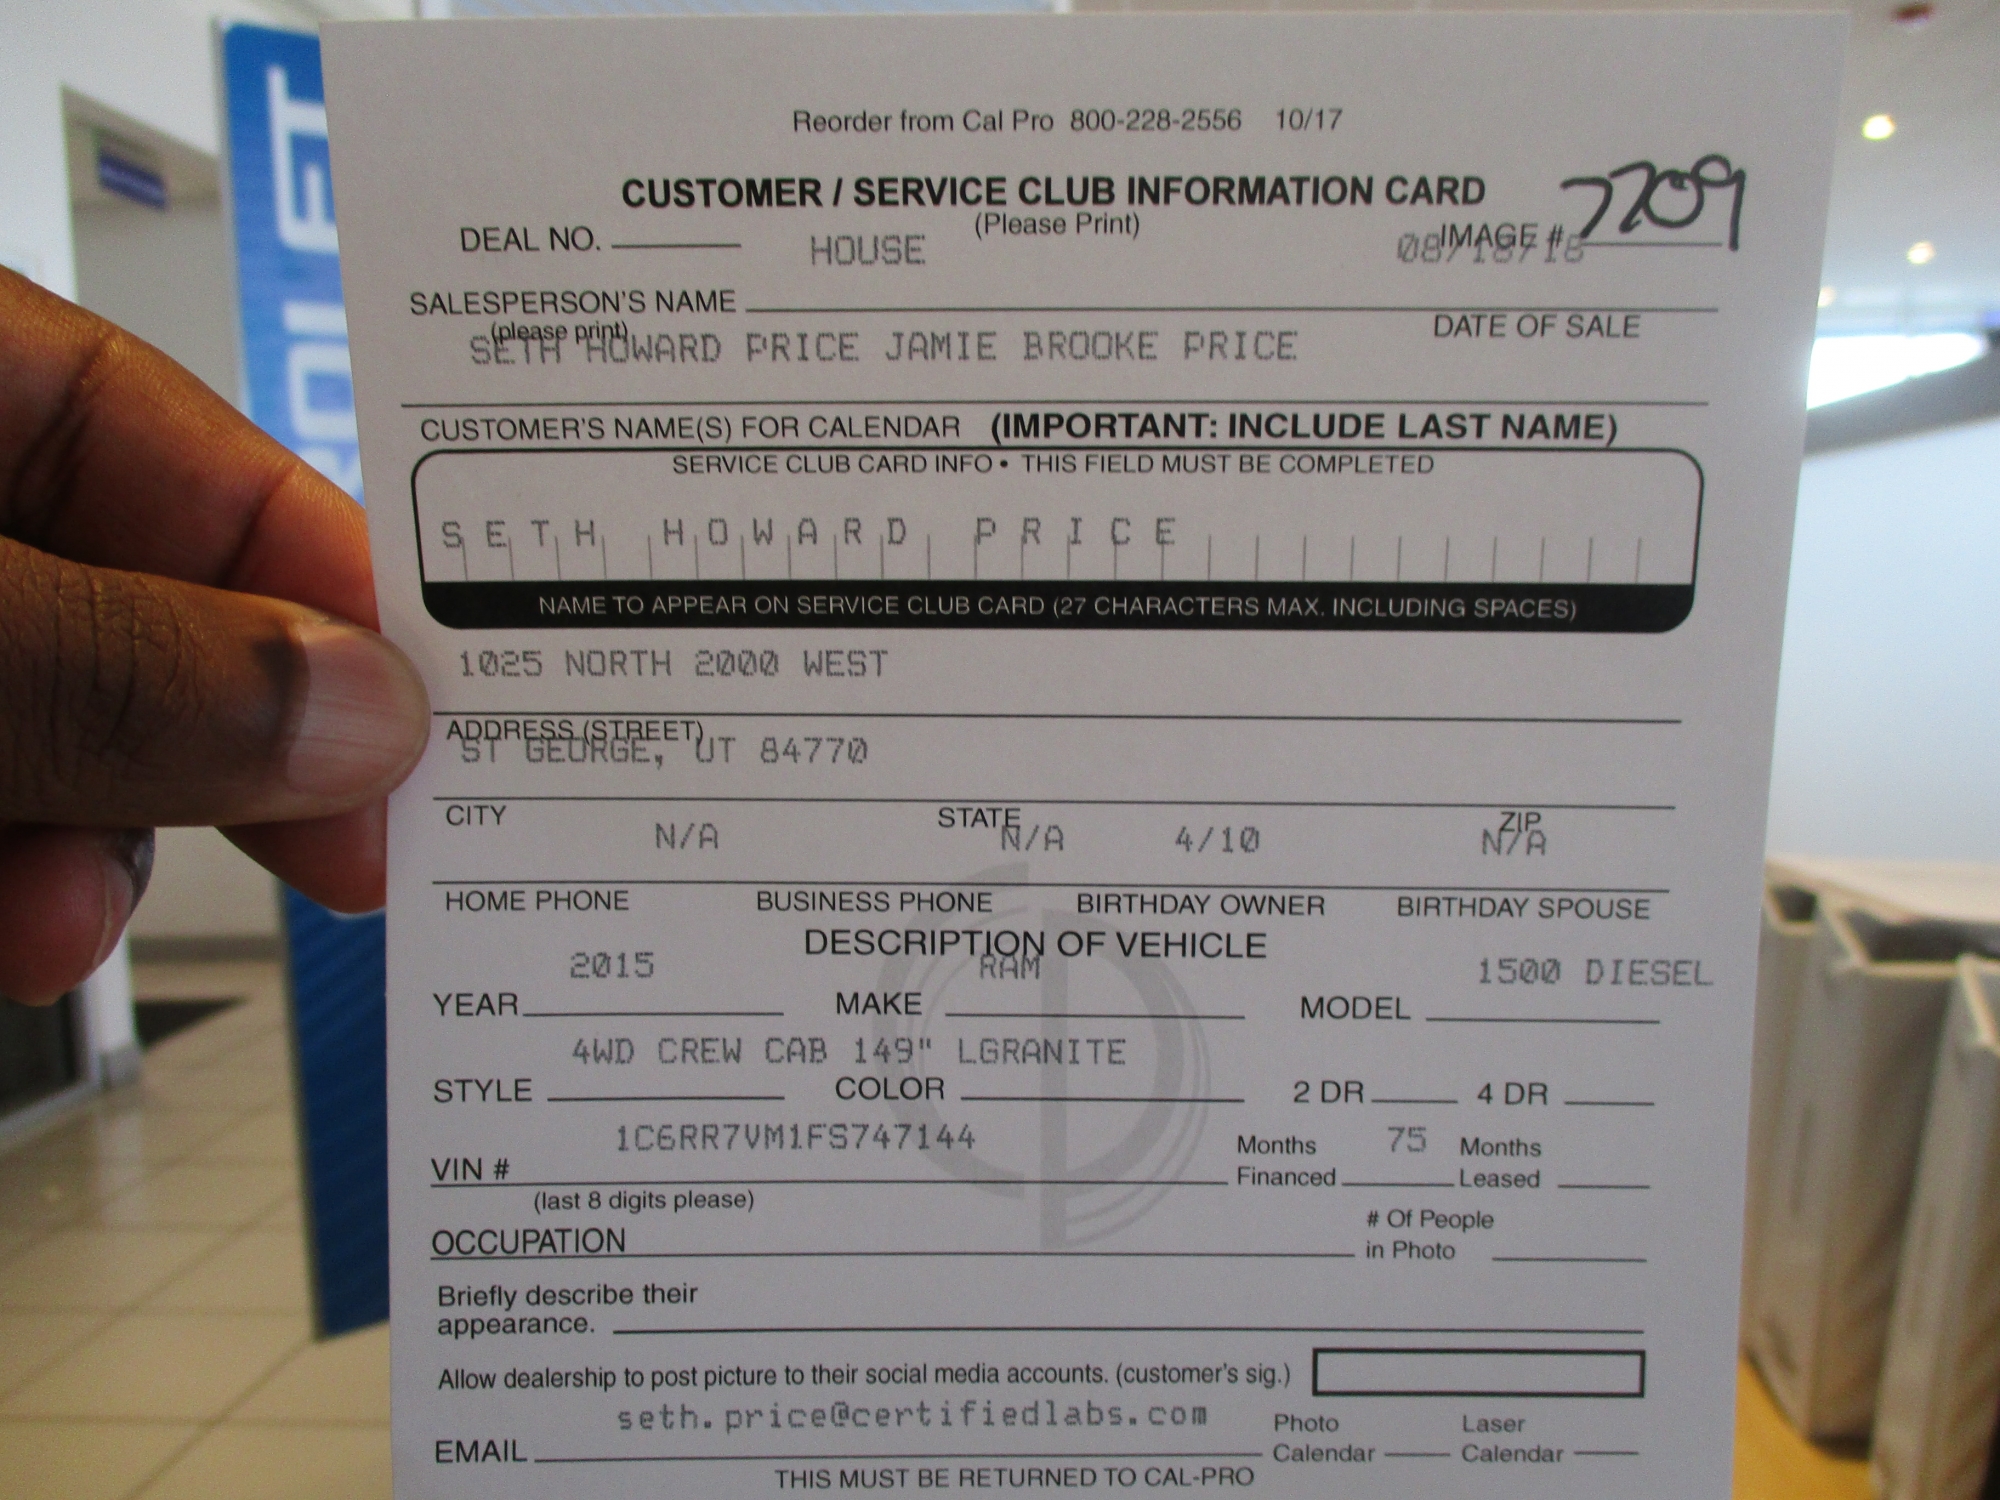 Reorder from Cal Pro 800-228-2556 10/17
CUSTOMER / SERVICE CLUB INFORMATION CARD
(Please Print)
DEAL NO. HOUSE 08/18/18 IMAGE # 7709
SALESPERSON'S NAME
(please print)
DATE OF SALE
SETH HOWARD PRICE JAMIE BROOKE PRICE
CUSTOMER'S NAME(S) FOR CALENDAR (IMPORTANT: INCLUDE LAST NAME)
SERVICE CLUB CARD INFO • THIS FIELD MUST BE COMPLETED
SETH HOWARD PRICE
NAME TO APPEAR ON SERVICE CLUB CARD (27 CHARACTERS MAX. INCLUDING SPACES)
1025 NORTH 2000 WEST
ADDRESS (STREET)
ST GEORGE, UT 84770
CITY STATE ZIP
N/A N/A 4/10 N/A
HOME PHONE BUSINESS PHONE BIRTHDAY OWNER BIRTHDAY SPOUSE
DESCRIPTION OF VEHICLE
2015 RAM 1500 DIESEL
YEAR MAKE MODEL
4WD CREW CAB 149" LGRANITE
STYLE COLOR 2 DR 4 DR
1C6RR7VM1FS747144
VIN # Months Financed 75 Months Leased
(last 8 digits please)
OCCUPATION # Of People in Photo
Briefly describe their
appearance.
Allow dealership to post picture to their social media accounts. (customer's sig.)
seth.price@certifiedlabs.com
EMAIL Photo Calendar Laser Calendar
THIS MUST BE RETURNED TO CAL-PRO